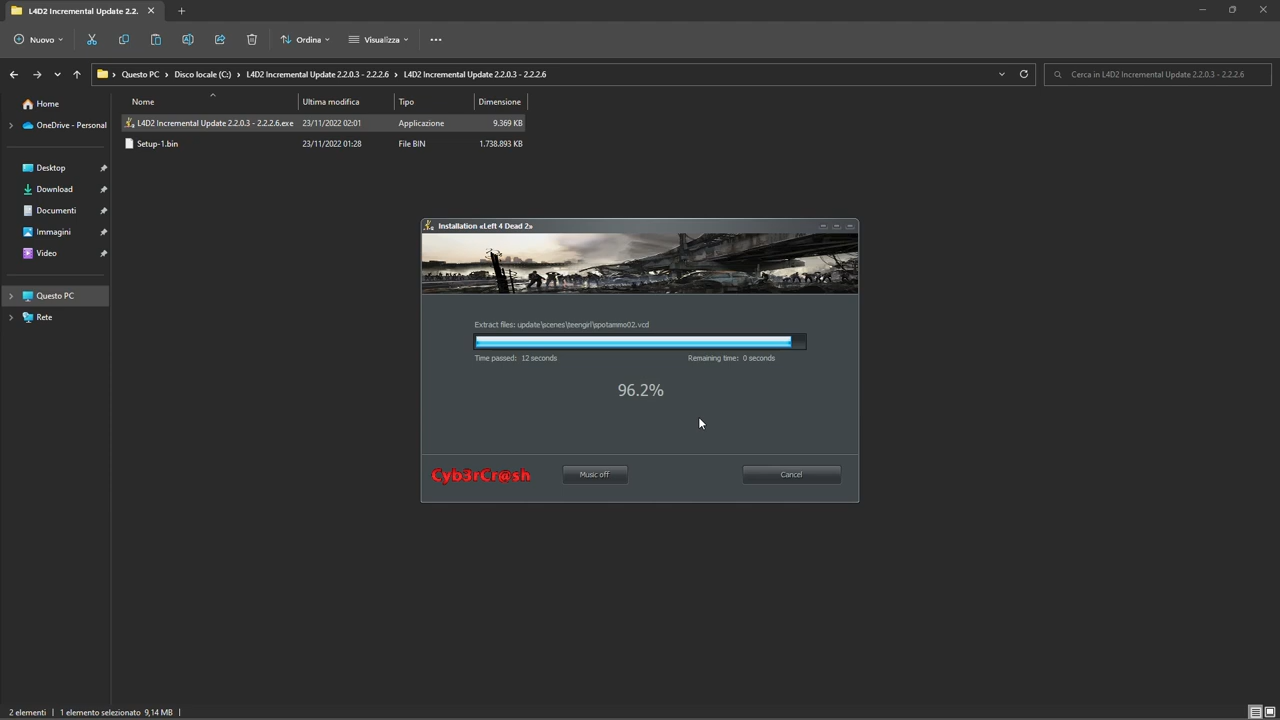 L4D2 Incremental Update 2.2.
Nuovo
Ordina
Visualizza
Questo PC > Disco locale (C:) > L4D2 Incremental Update 2.2.0.3 - 2.2.2.6 > L4D2 Incremental Update 2.2.0.3 - 2.2.2.6
Cerca in L4D2 Incremental Update 2.2.0.3 - 2.2.2.6
Home
OneDrive - Personal
Desktop
Download
Documenti
Immagini
Video
Questo PC
Rete
Nome Ultima modifica Tipo Dimensione
L4D2 Incremental Update 2.2.0.3 - 2.2.2.6.exe 23/11/2022 02:01 Applicazione 9.369 KB
Setup-1.bin 23/11/2022 01:28 File BIN 1.738.893 KB
Installation «Left 4 Dead 2»
Extract files: update\scenes\teengirl\spotammo02.vcd
Time passed: 12 seconds Remaining time: 0 seconds
96.2%
Cyb3rCr@sh Music off Cancel
2 elementi 1 elemento selezionato 9,14 MB